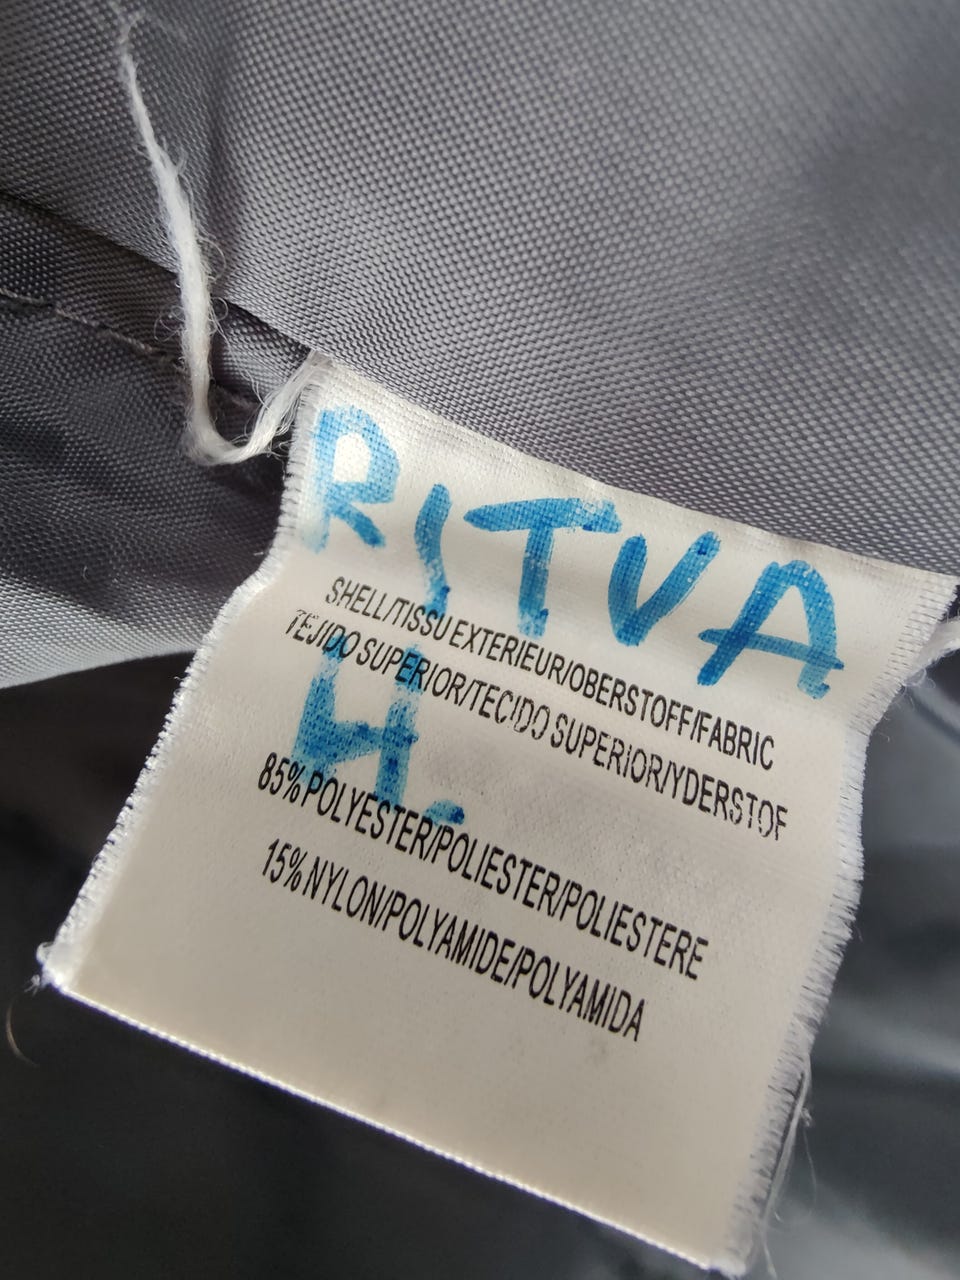 RITVA
SHELL/TISSU EXTERIEUR/OBERSTOFF/FABRIC
TEJIDO SUPERIOR/TECIDO SUPERIOR/YDERSTOF
H.
85% POLYESTER/POLIESTER/POLIESTERE
15% NYLON/POLYAMIDE/POLYAMIDA